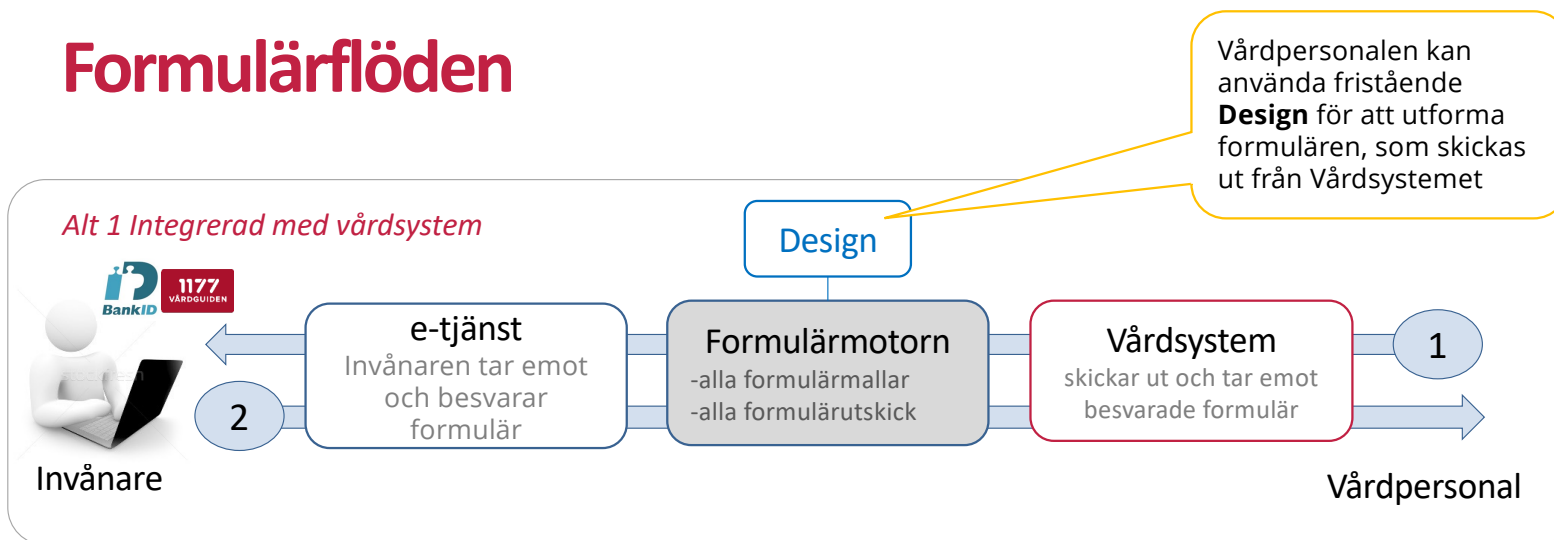 Formulärflöden
Vårdpersonalen kan
använda fristående
Design för att utforma
formulären, som skickas
ut från Vårdsystemet
Alt 1 Integrerad med vårdsystem
Design
BankID
1177
VÅRDGUIDEN
e-tjänst
Invånaren tar emot
och besvarar
formulär
Formulärmotorn
-alla formulärmallar
-alla formulärutskick
Vårdsystem
skickar ut och tar emot
besvarade formulär
1
2
Invånare
Vårdpersonal